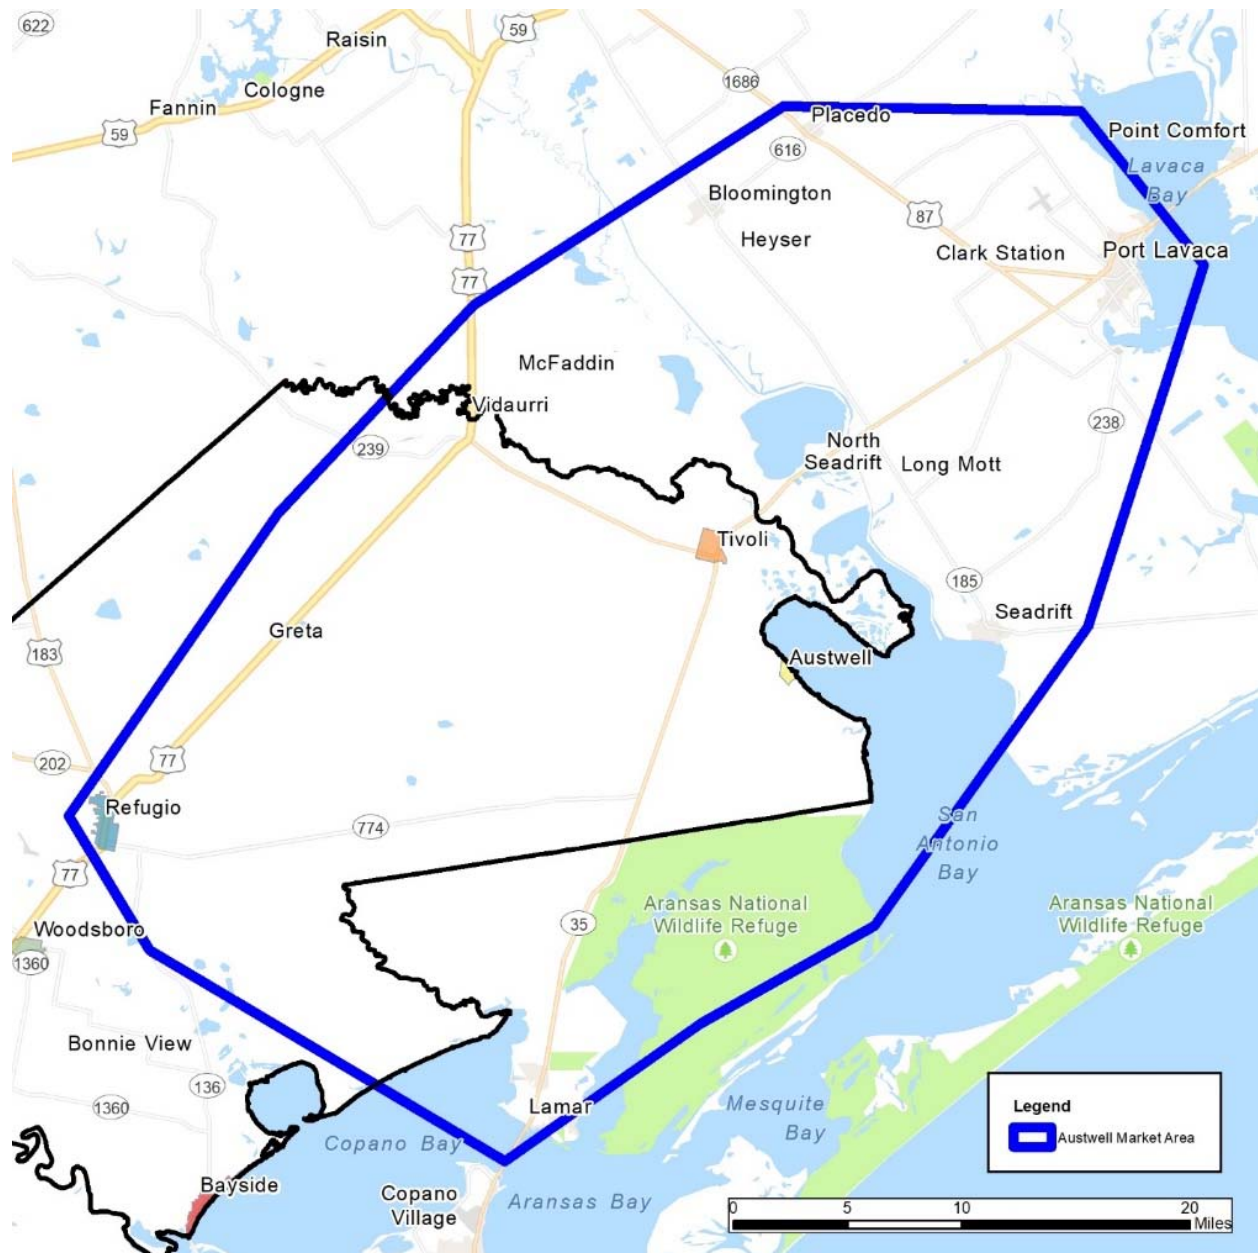 622
59
Raisin
Cologne
Fannin
59
1686
Placedo
616
Point Comfort
Lavaca
Bay
Bloomington
87
77
Heyser
Clark Station
Port Lavaca
77
McFaddin
Vidaurri
239
238
North
Seadrift
Long Mott
Tivoli
185
Seadrift
Greta
183
Austwell
202
77
Refugio
774
San
Antonio
Bay
77
Woodsboro
1360
35
Aransas National
Wildlife Refuge
Aransas National
Wildlife Refuge
Bonnie View
136
1360
Lamar
Mesquite
Bay
Copano Bay
Bayside
Copano
Village
Aransas Bay
Legend
Austwell Market Area
0 5 10 20
Miles